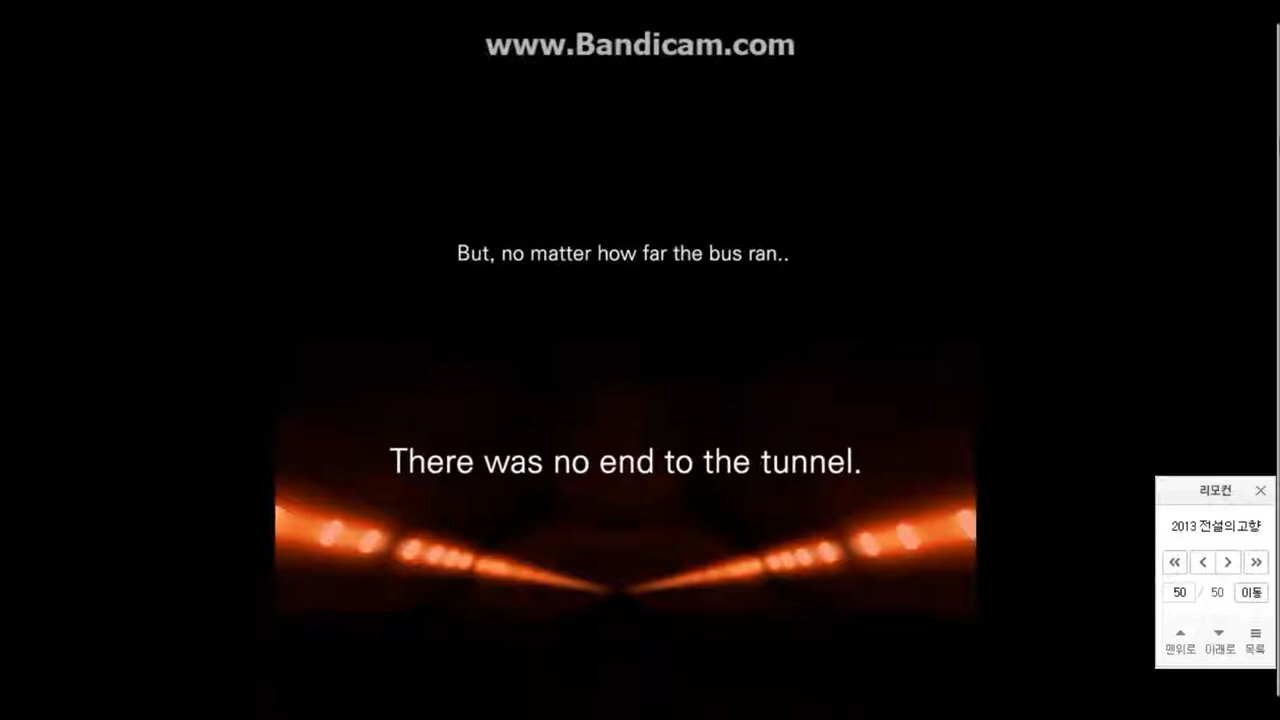 www.Bandicam.com
But, no matter how far the bus ran..
There was no end to the tunnel.
리모컨
2013 전설의고향
50 / 50 이동
맨위로 아래로 목록